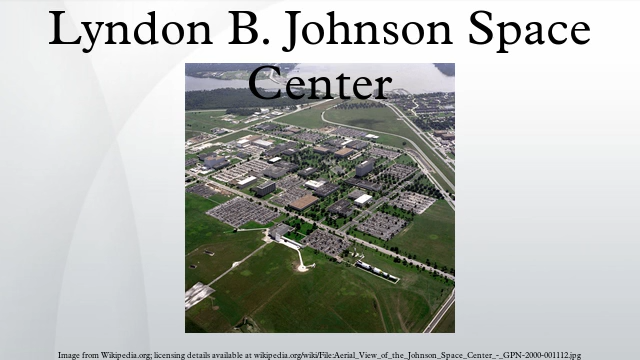 Lyndon B. Johnson Space
Center
Image from Wikipedia.org; licensing details available at wikipedia.org/wiki/File:Aerial_View_of_the_Johnson_Space_Center_-_GPN-2000-001112.jpg